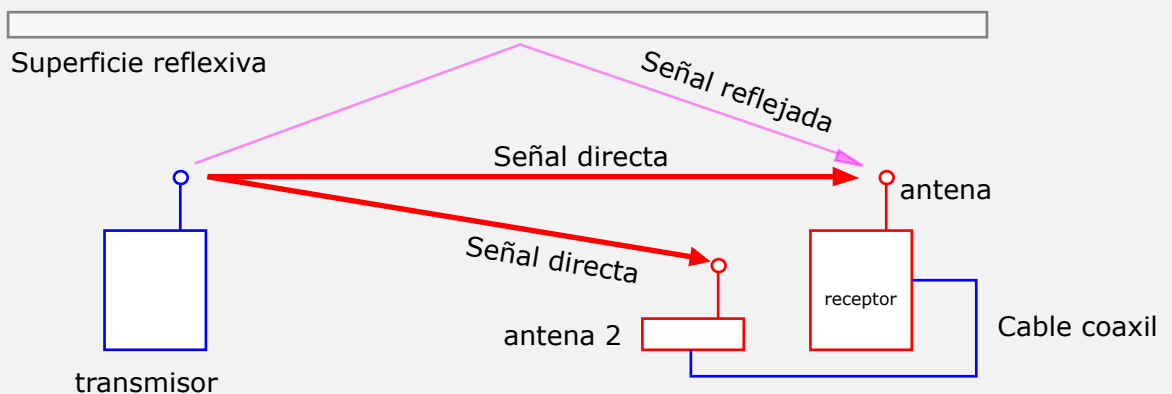 Superficie reflexiva
Señal reflejada
Señal directa
antena
Señal directa
receptor
antena 2
Cable coaxil
transmisor